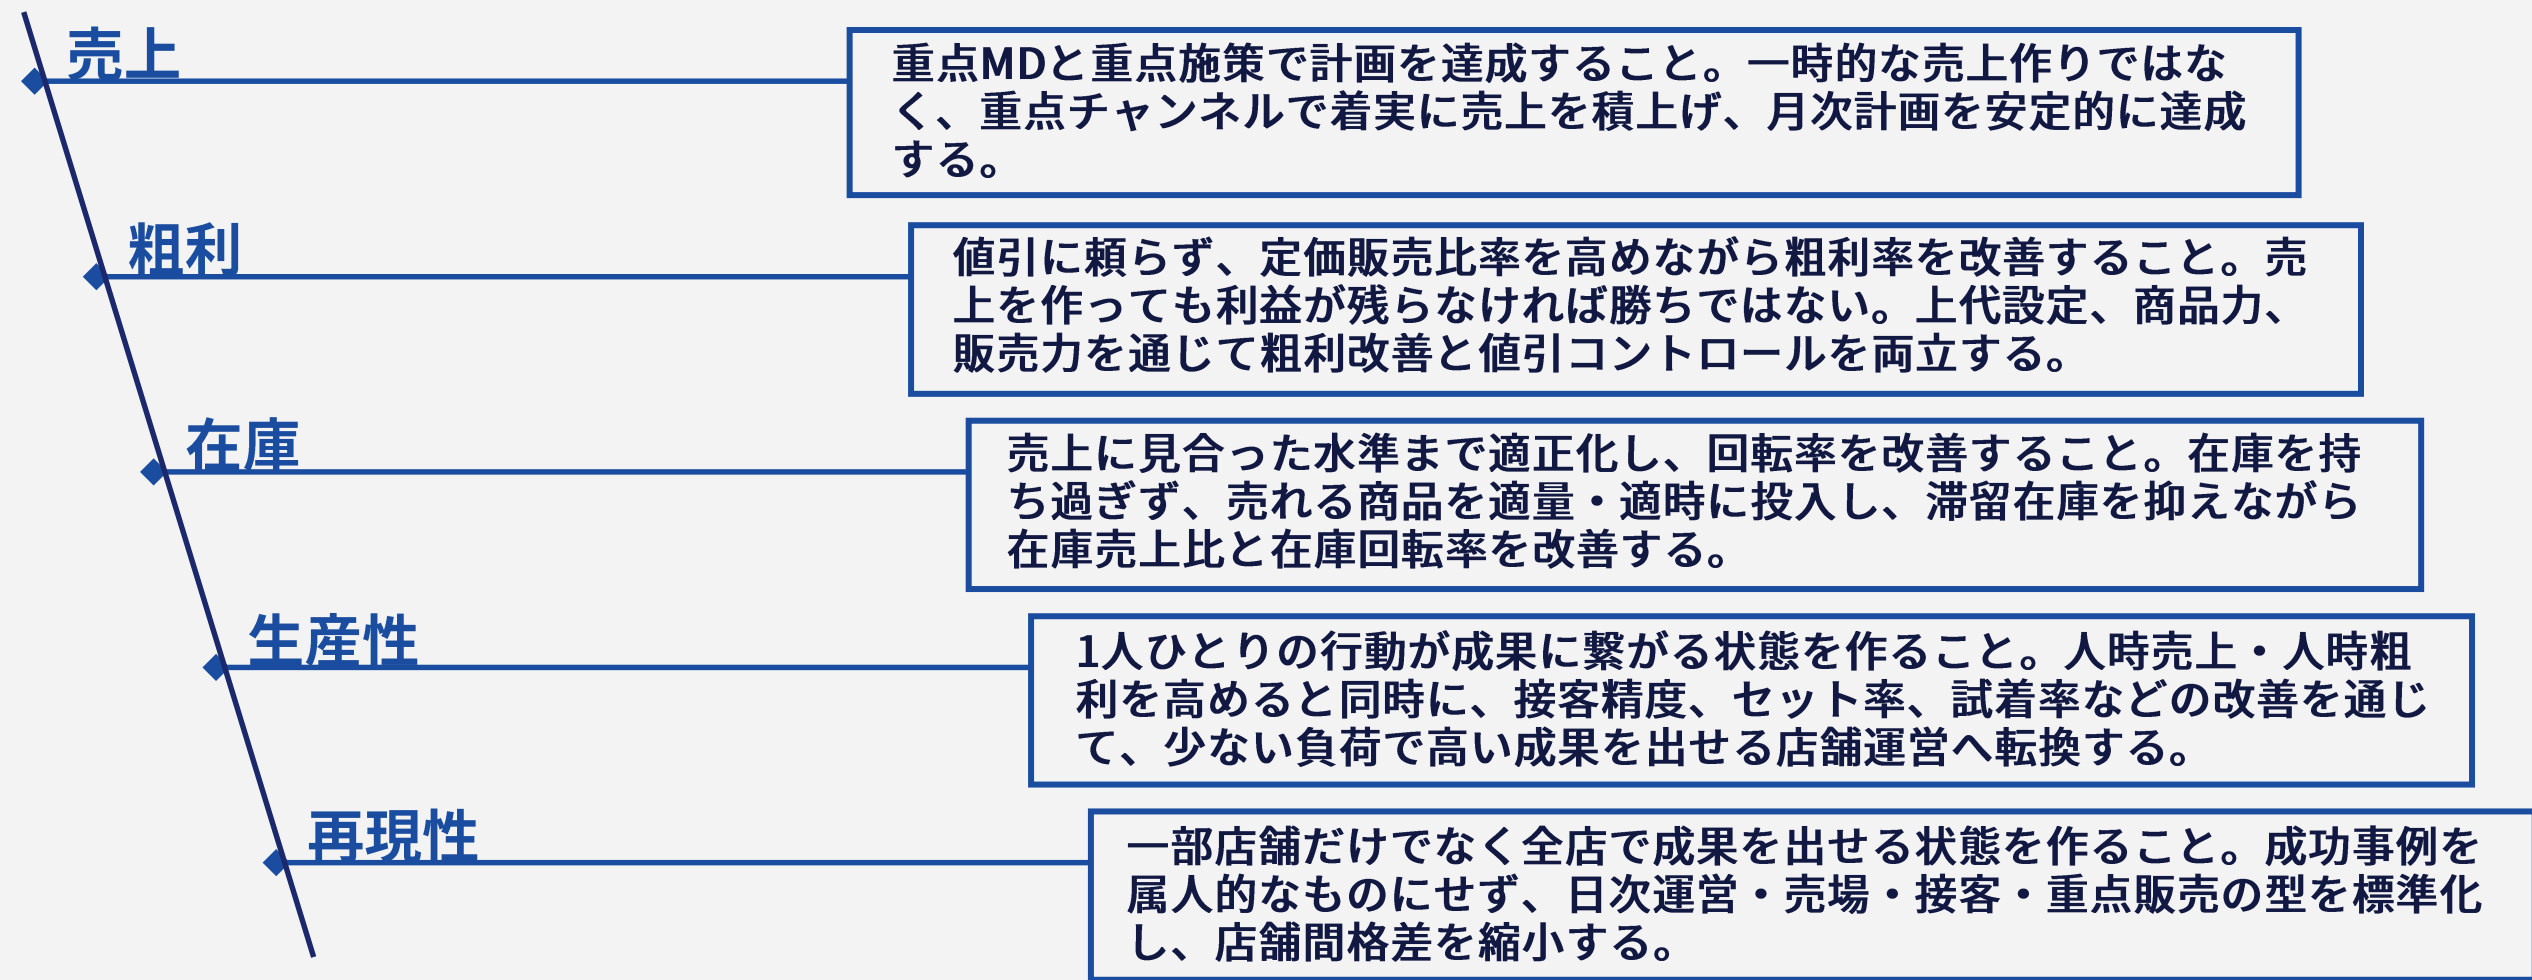 売上
重点MDと重点施策で計画を達成すること。一時的な売上作りではな
く、重点チャンネルで着実に売上を積上げ、月次計画を安定的に達成
する。
粗利
値引に頼らず、定価販売比率を高めながら粗利率を改善すること。売
上を作っても利益が残らなければ勝ちではない。上代設定、商品力、
販売力を通じて粗利改善と値引コントロールを両立する。
在庫
売上に見合った水準まで適正化し、回転率を改善すること。在庫を持
ち過ぎず、売れる商品を適量・適時に投入し、滞留在庫を抑えながら
在庫売上比と在庫回転率を改善する。
生産性
1人ひとりの行動が成果に繋がる状態を作ること。人時売上・人時粗
利を高めると同時に、接客精度、セット率、試着率などの改善を通じ
て、少ない負荷で高い成果を出せる店舗運営へ転換する。
再現性
一部店舗だけでなく全店で成果を出せる状態を作ること。成功事例を
属人的なものにせず、日次運営・売場・接客・重点販売の型を標準化
し、店舗間格差を縮小する。